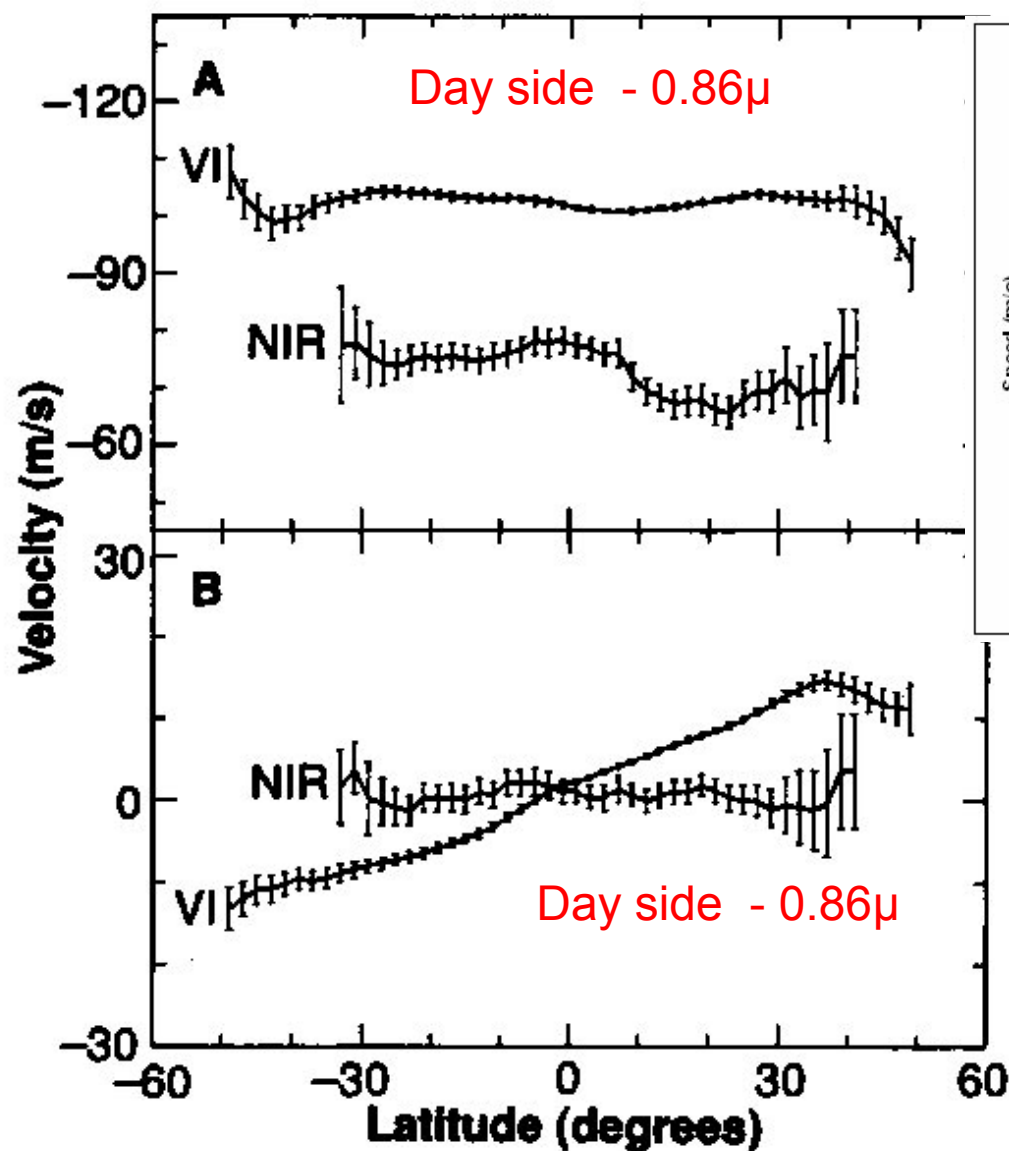 A
Day side - 0.86µ
-120
VI
-90
NIR
-60
Velocity (m/s)
Speed (m/s)
30
B
NIR
0
VI
Day side - 0.86µ
-30
-60
-30
0
30
60
Latitude (degrees)